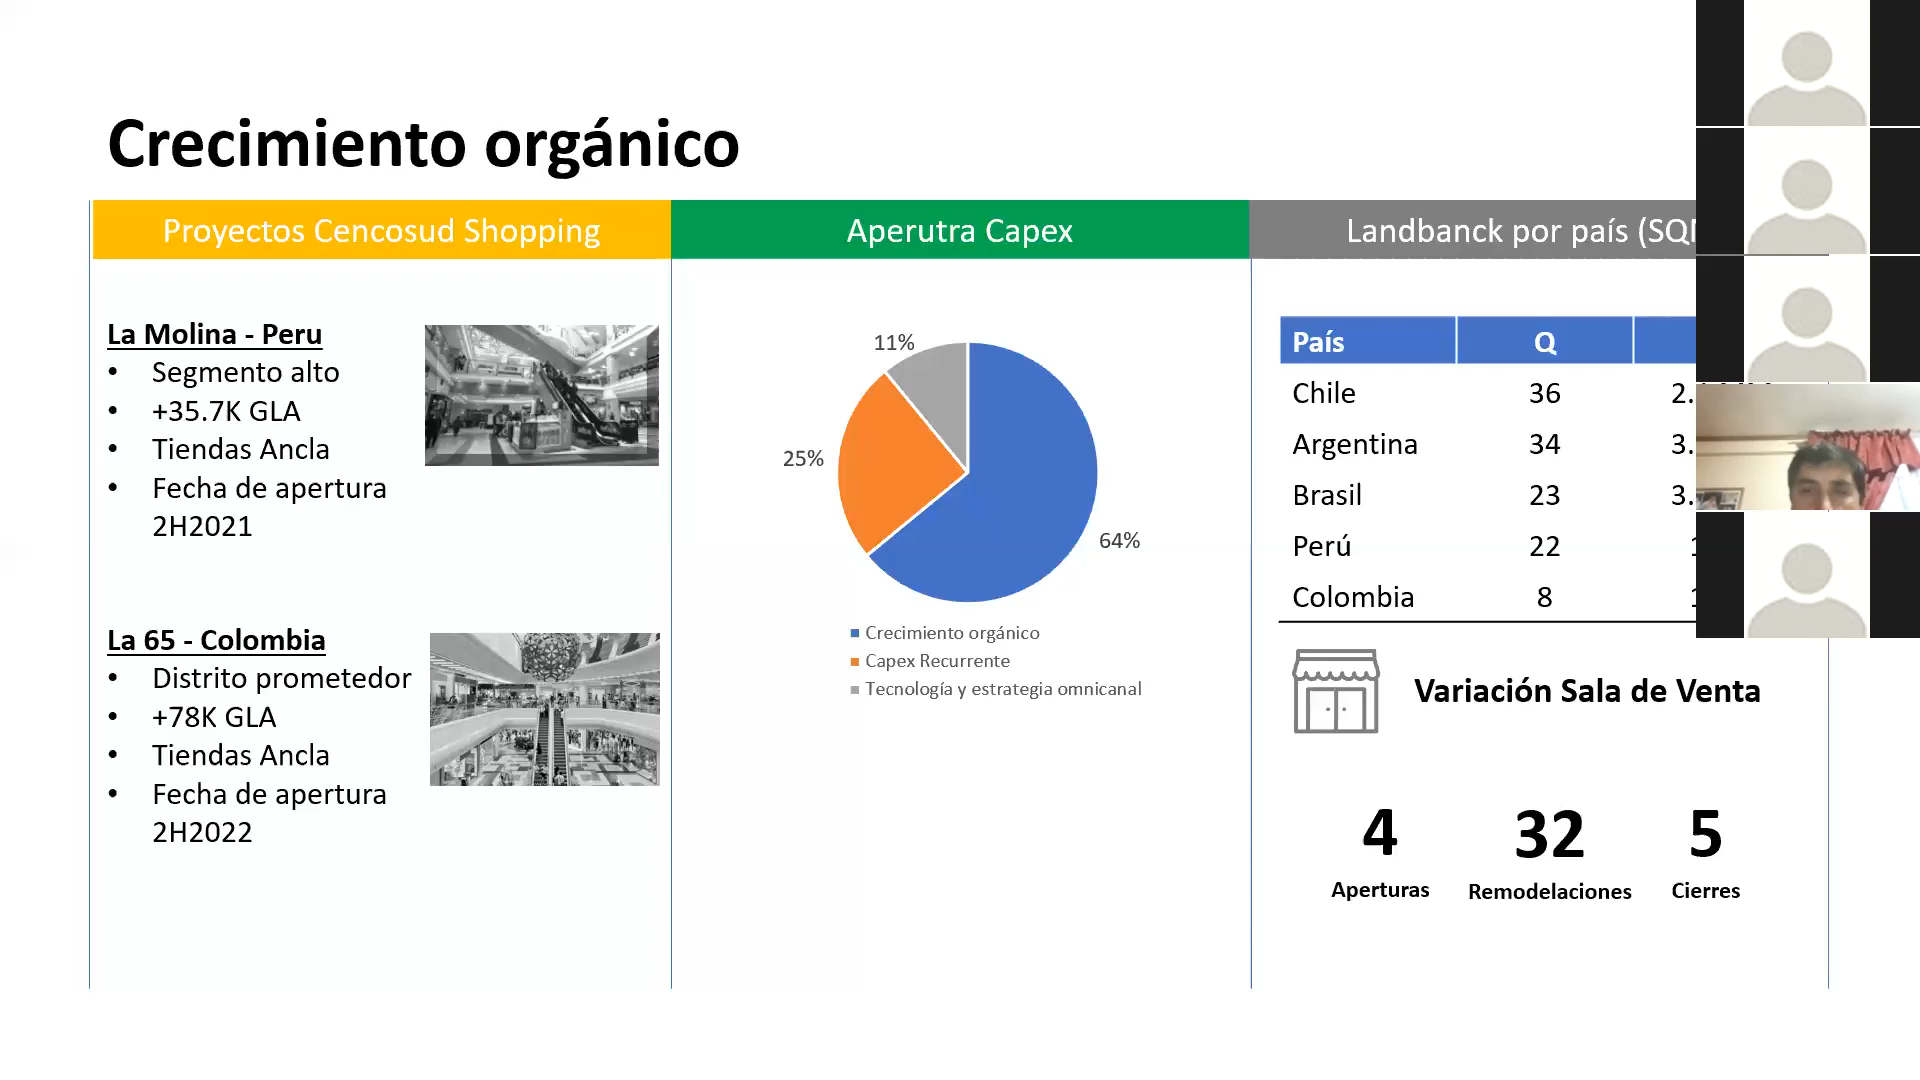 Crecimiento orgánico
Proyectos Cencosud Shopping
Aperutra Capex
Landbanck por país
La Molina - Peru
• Segmento alto
• +35.7K GLA
• Tiendas Ancla
• Fecha de apertura
2H2021
La 65 - Colombia
• Distrito prometedor
• +78K GLA
• Tiendas Ancla
• Fecha de apertura
2H2022
11%
25%
64%
Crecimiento orgánico
Capex Recurrente
Tecnología y estrategia omnicanal
País Q
Chile 36
Argentina 34
Brasil 23
Perú 22
Colombia 8
Variación Sala de Venta
4 32 5
Aperturas Remodelaciones Cierres